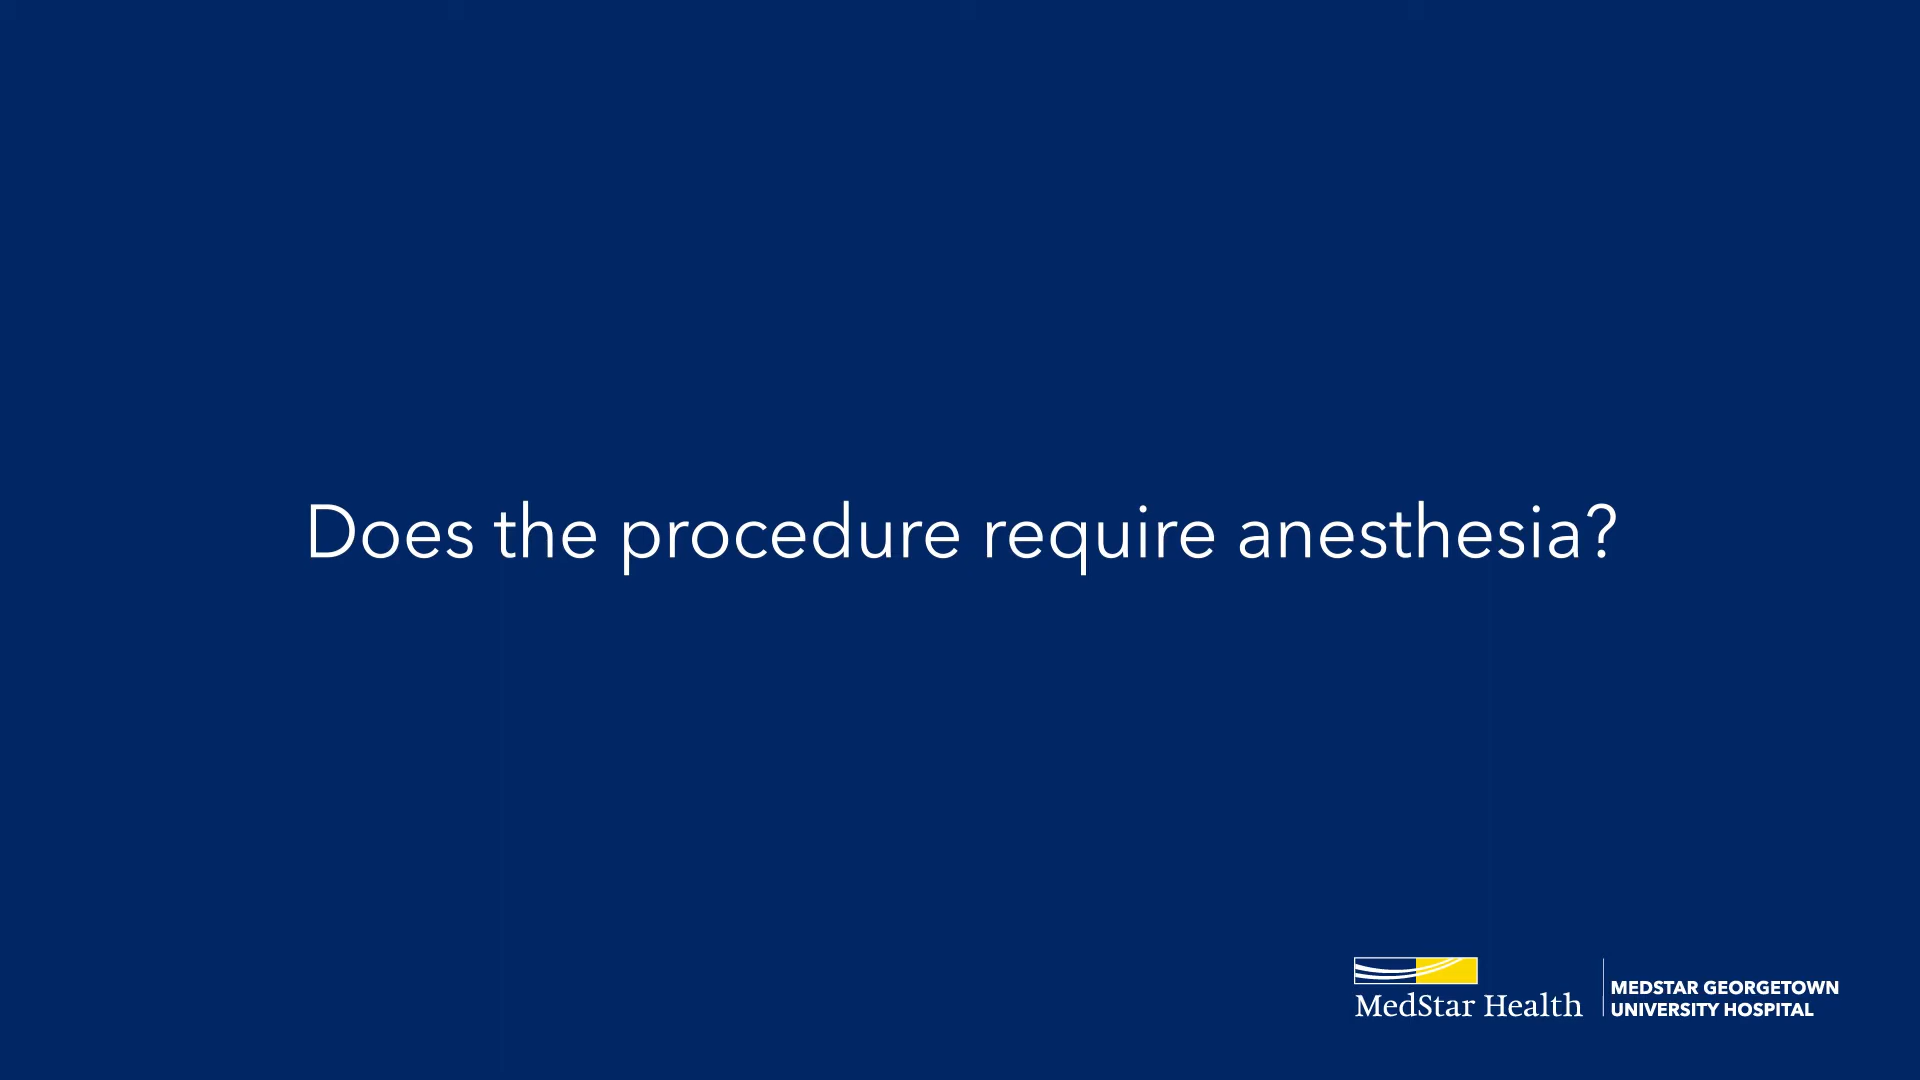 Does the procedure require anesthesia?
MedStar Health
MEDSTAR GEORGETOWN
UNIVERSITY HOSPITAL